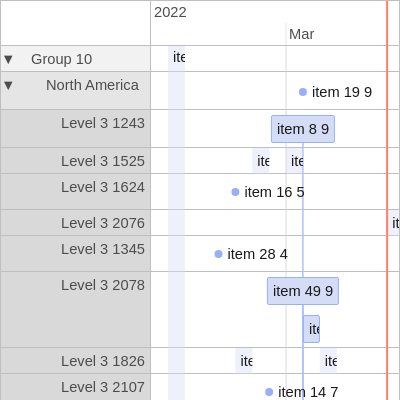 2022
Mar
▼ Group 10 ite
▼ North America item 19 9
Level 3 1243 item 8 9
Level 3 1525 ite ite
Level 3 1624 item 16 5
Level 3 2076 it
Level 3 1345 item 28 4
Level 3 2078 item 49 9
ite
Level 3 1826 ite ite
Level 3 2107 item 14 7